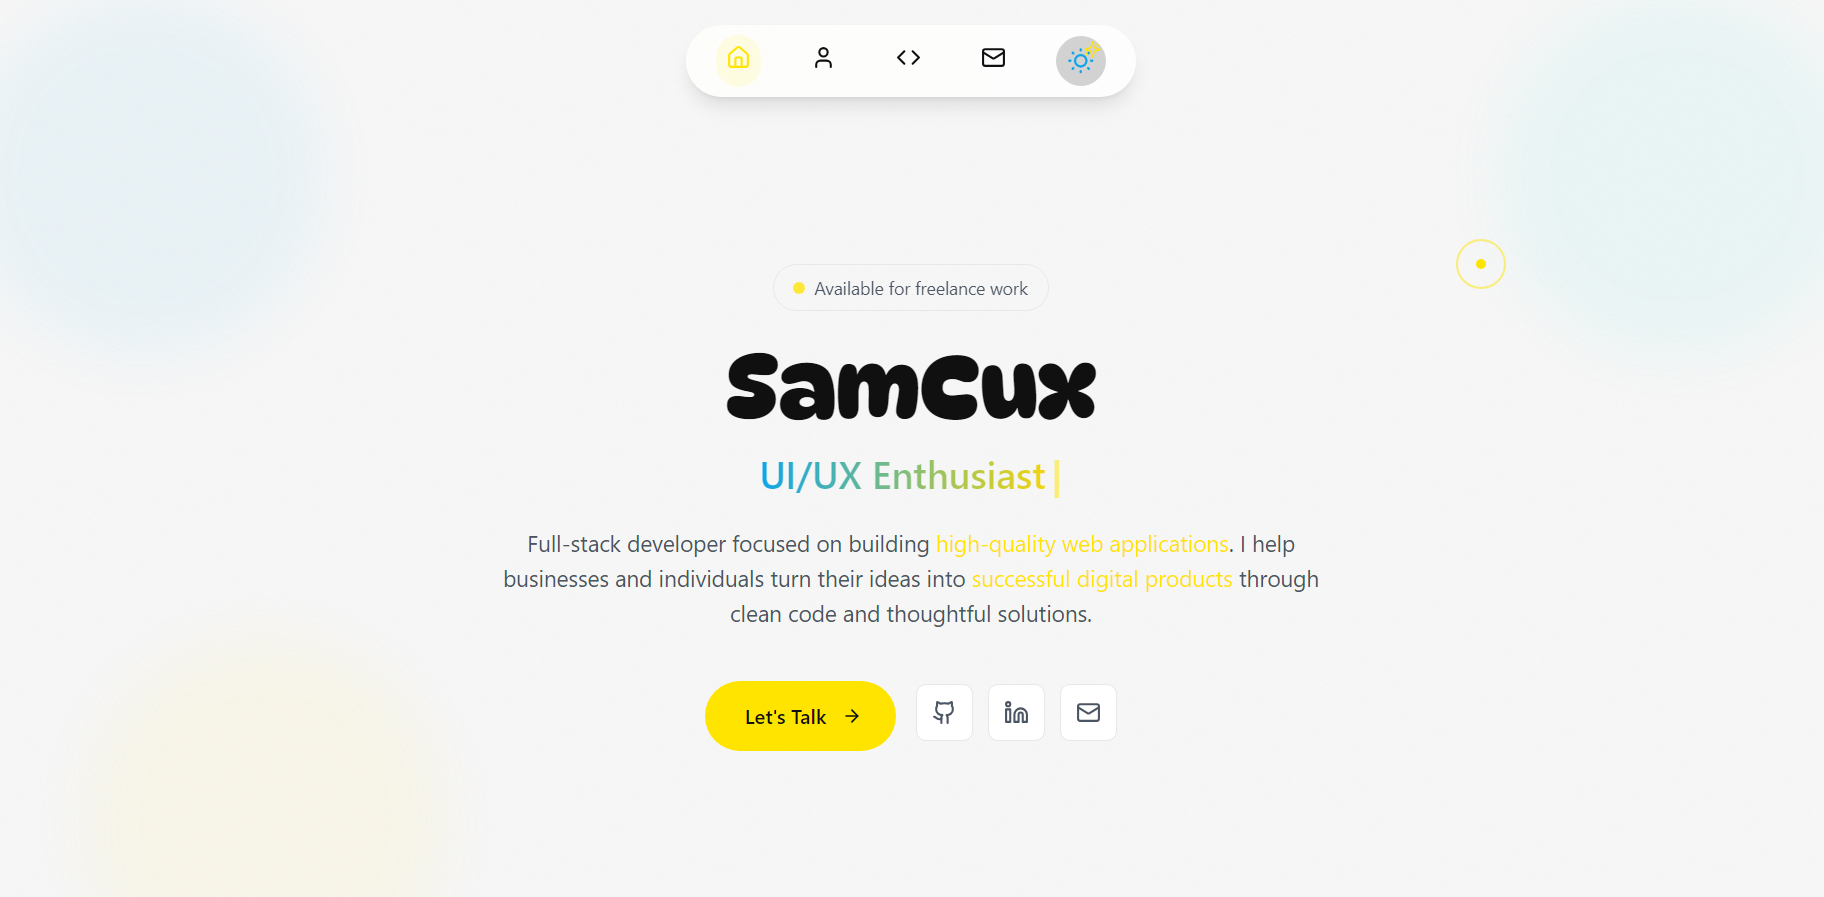 Available for freelance work
SamCux
UI/UX Enthusiast|
Full-stack developer focused on building high-quality web applications. I help
businesses and individuals turn their ideas into successful digital products through
clean code and thoughtful solutions.
Let's Talk